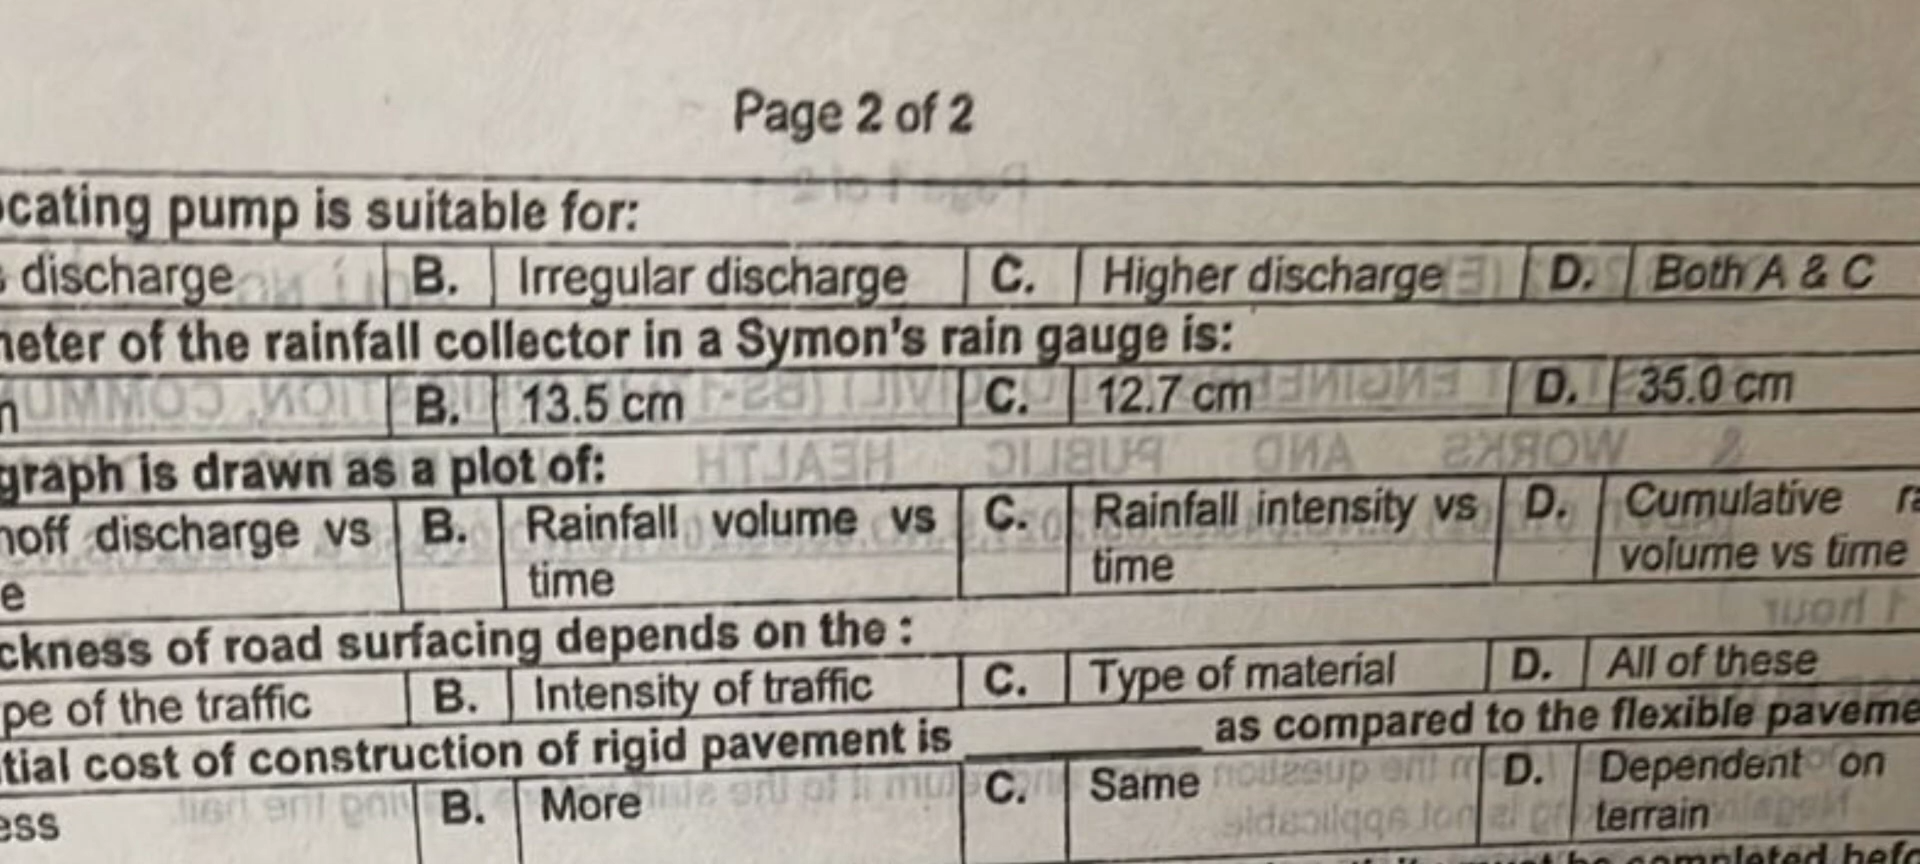 Page 2 of 2
cating pump is suitable for:
discharge B. Irregular discharge C. Higher discharge D. Both A & C
neter of the rainfall collector in a Symon's rain gauge is:
B. 13.5 cm C. 12.7 cm D. 35.0 cm
graph is drawn as a plot of:
noff discharge vs B. Rainfall volume vs C. Rainfall intensity vs D. Cumulative ra
e time time volume vs time
ckness of road surfacing depends on the :
pe of the traffic B. Intensity of traffic C. Type of material D. All of these
tial cost of construction of rigid pavement is ________ as compared to the flexible paveme
ess B. More C. Same D. Dependent on
terrain